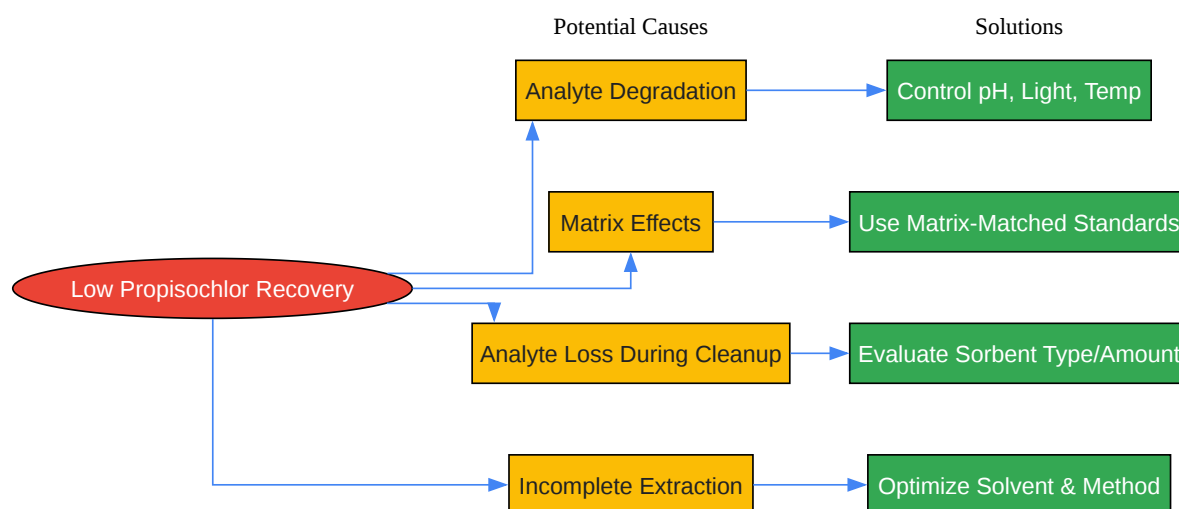 Potential Causes
Solutions
Analyte Degradation
Control pH, Light, Temp
Matrix Effects
Use Matrix-Matched Standards
Low Propisochlor Recovery
Analyte Loss During Cleanup
Evaluate Sorbent Type/Amount
Incomplete Extraction
Optimize Solvent & Method